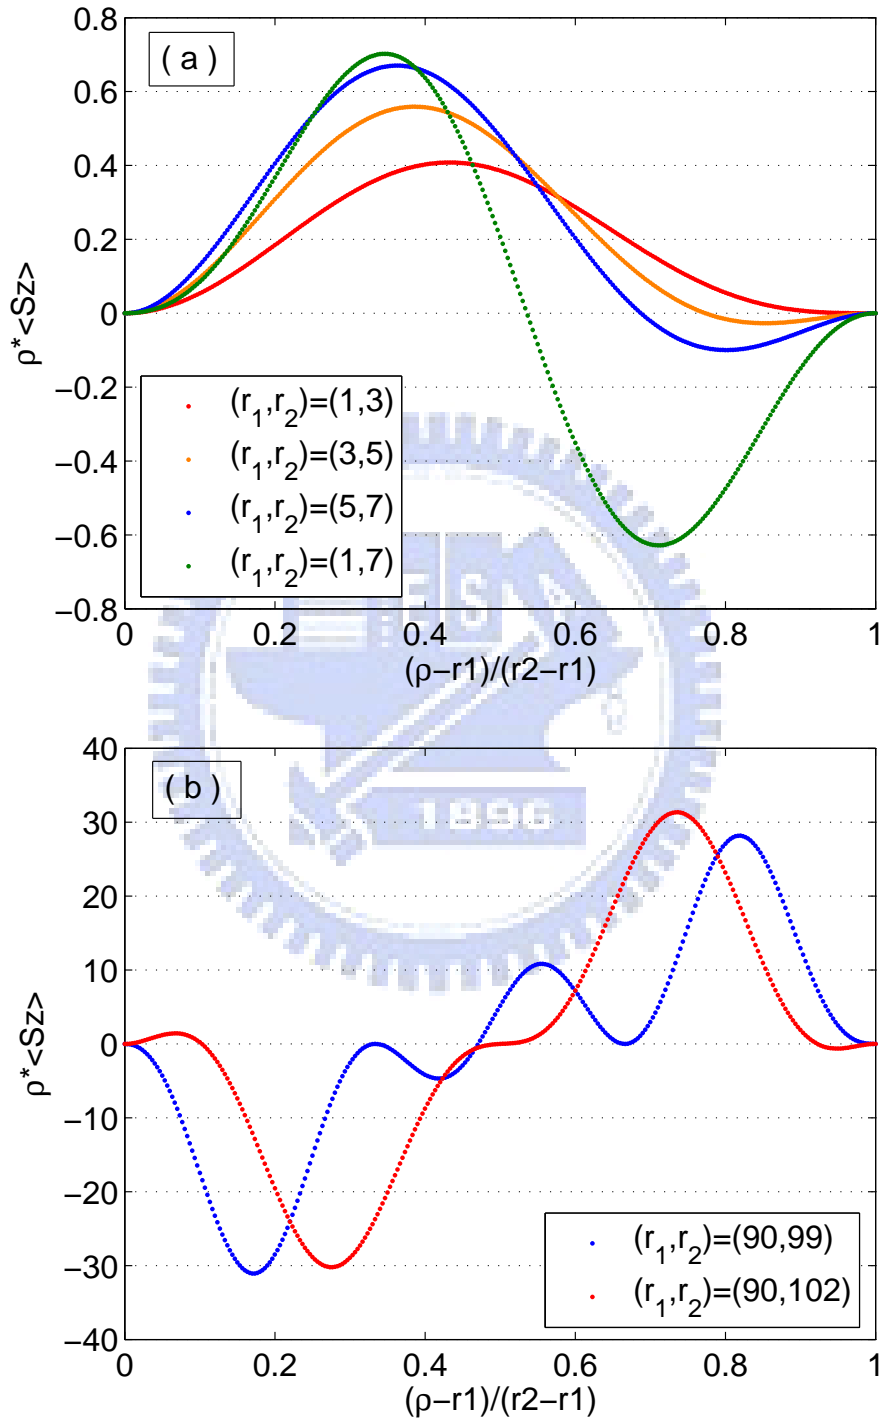 0.8
( a )
0.6
0.4
0.2
0
−0.2
−0.4
−0.6
−0.8
ρ*<Sz>
(r1,r2)=(1,3)
(r1,r2)=(3,5)
(r1,r2)=(5,7)
(r1,r2)=(1,7)
0 0.2 0.4 0.6 0.8 1
(ρ−r1)/(r2−r1)
40
( b )
30
20
10
0
−10
−20
−30
−40
ρ*<Sz>
1896
(r1,r2)=(90,99)
(r1,r2)=(90,102)
0 0.2 0.4 0.6 0.8 1
(ρ−r1)/(r2−r1)